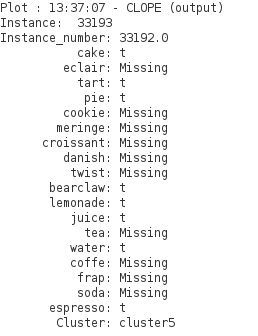 Plot : 13:37:07 - CLOPE (output)
Instance: 33193
Instance_number: 33192.0
cake: t
eclair: Missing
tart: t
pie: t
cookie: Missing
meringe: Missing
croissant: Missing
danish: Missing
twist: Missing
bearclaw: t
lemonade: t
juice: t
tea: Missing
water: t
coffe: Missing
frap: Missing
soda: Missing
espresso: t
Cluster: cluster5